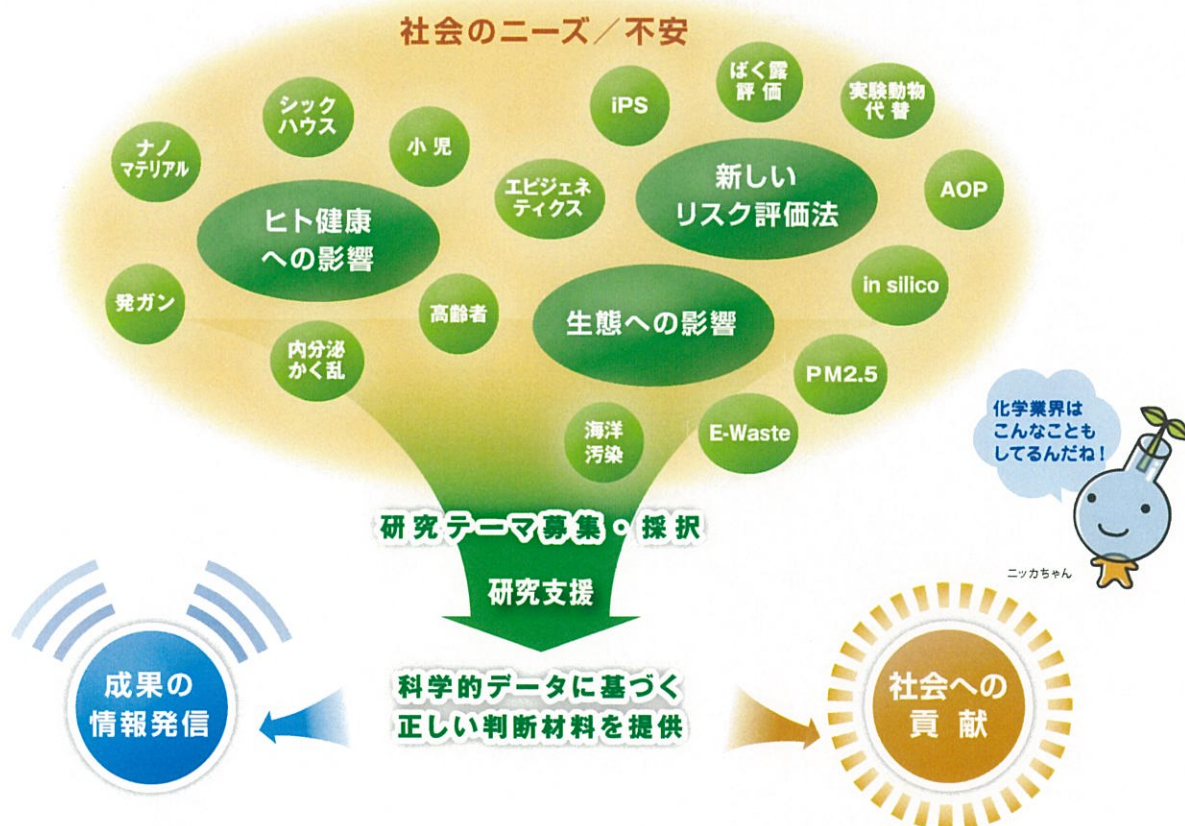 社会のニーズ／不安
シック
ハウス
ナノ
マテリアル
小児
ヒト健康
への影響
発ガン
内分泌
かく乱
高齢者
iPS
ばく露
評価
実験動物
代替
エピジェネ
ティクス
新しい
リスク評価法
AOP
in silico
生態への影響
PM2.5
海洋
汚染
E-Waste
化学業界は
こんなことも
してるんだね！
ニッカちゃん
研究テーマ募集・採択
研究支援
成果の
情報発信
科学的データに基づく
正しい判断材料を提供
社会への
貢献